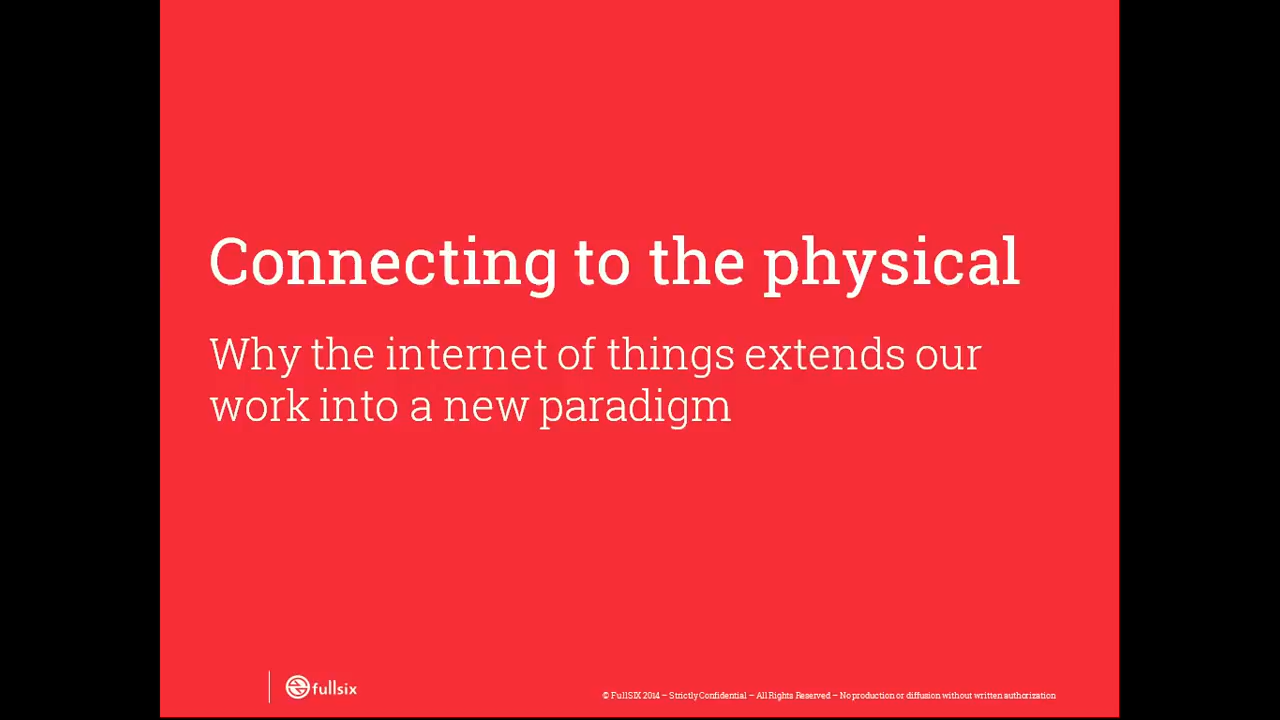 Connecting to the physical
Why the internet of things extends our
work into a new paradigm
fullsix
© FullSIX 2014 – Strictly Confidential – All Rights Reserved – No production or diffusion without written authorization